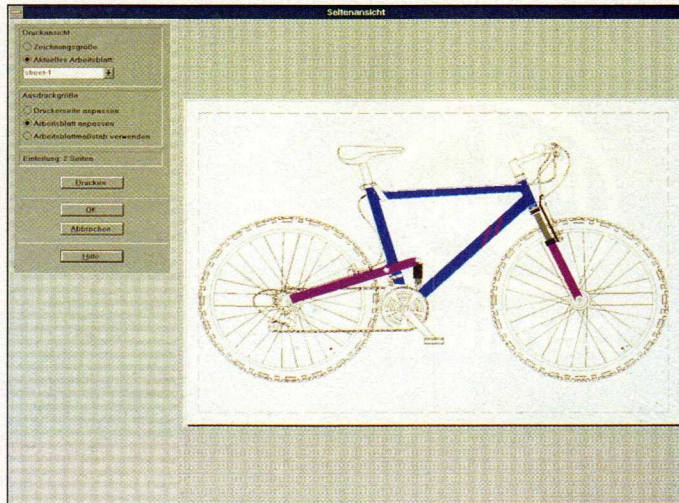 Seitenansicht
Druckansicht
Zeichnungsgröße
Aktuelles Arbeitsblatt:
sheet-1
Ausdruckgröße
Druckerseite anpassen
Arbeitsblatt anpassen
Arbeitsblattmaßstab verwenden
Einteilung: 2 Seiten
Drucken
OK
Abbrechen
Hilfe